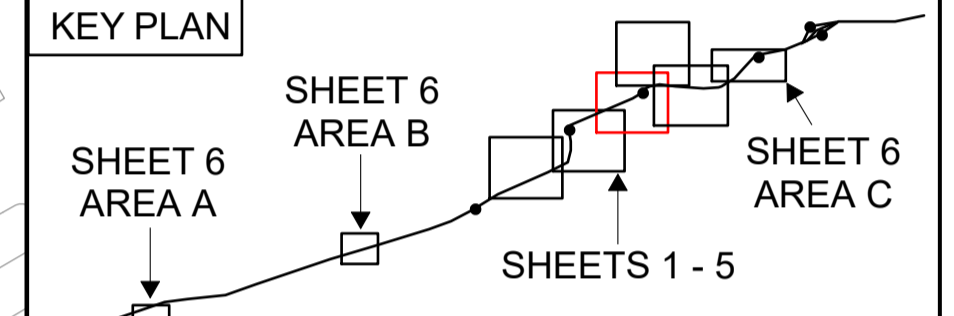 KEY PLAN
SHEET 6
AREA B
SHEET 6
AREA A
SHEET 6
AREA C
SHEETS 1 - 5